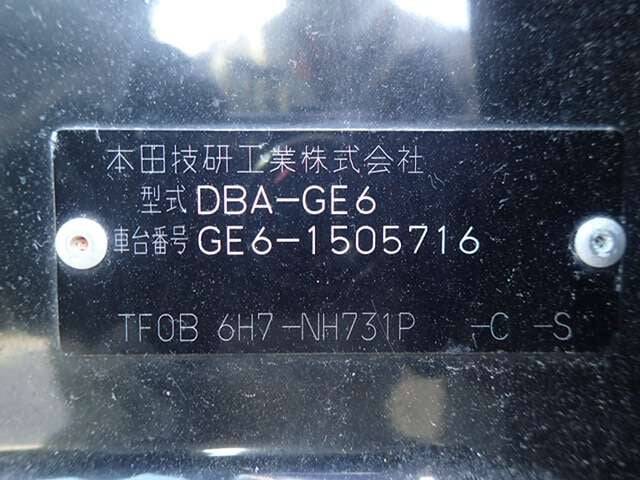 本田技研工業株式会社
型式 DBA-GE6
車台番号 GE6-1505716
TF0B 6H7-NH731P -C -S